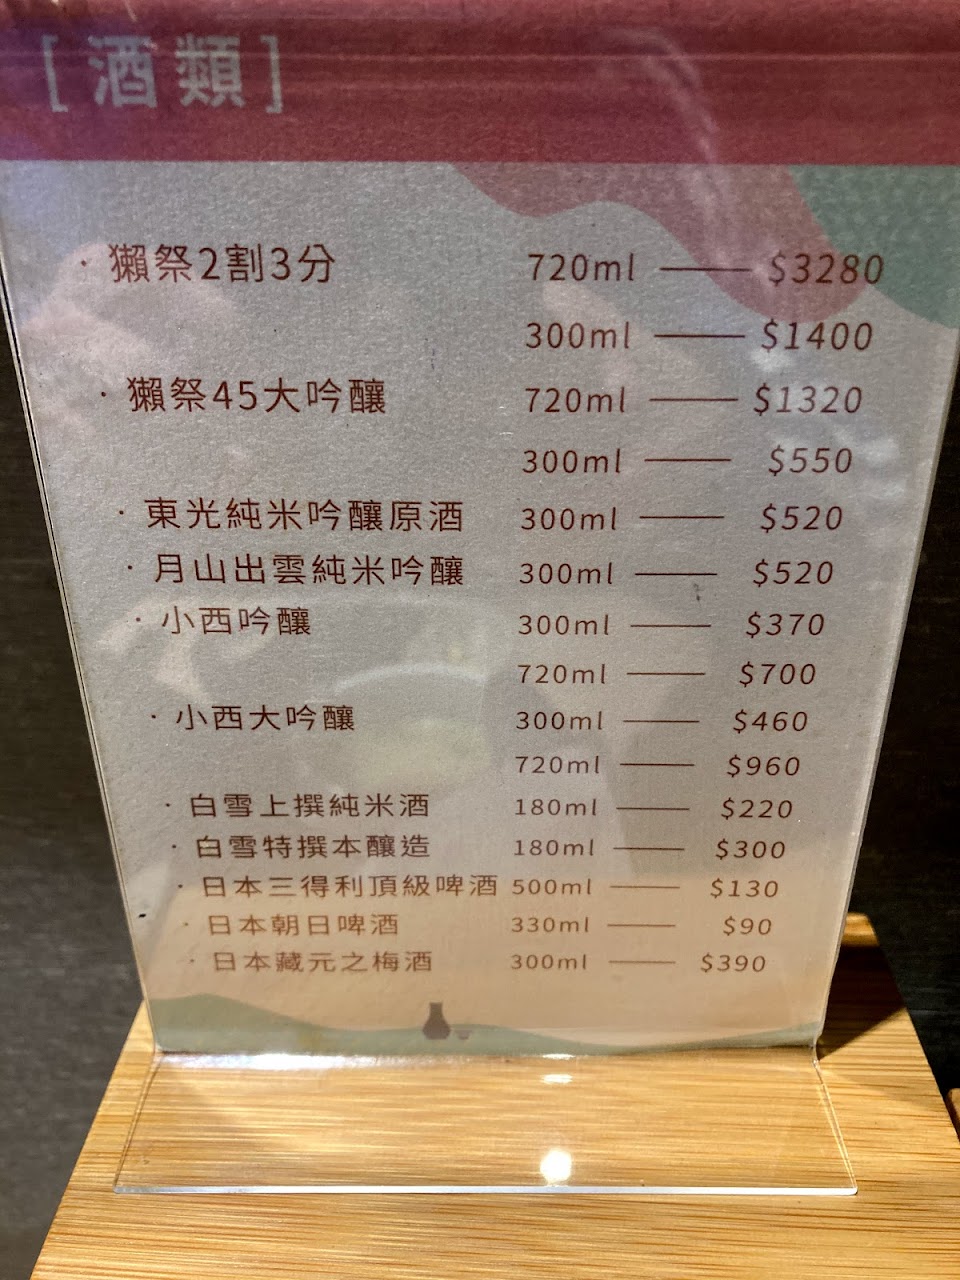 [酒類]
·獺祭2割3分 720ml — $3280
300ml — $1400
·獺祭45大吟釀 720ml — $1320
300ml — $550
·東光純米吟釀原酒 300ml — $520
·月山出雲純米吟釀 300ml — $520
·小西吟釀 300ml — $370
720ml — $700
·小西大吟釀 300ml — $460
720ml — $960
·白雪上撰純米酒 180ml — $220
·白雪特撰本釀造 180ml — $300
·日本三得利頂級啤酒 500ml — $130
·日本朝日啤酒 330ml — $90
·日本藏元之梅酒 300ml — $390